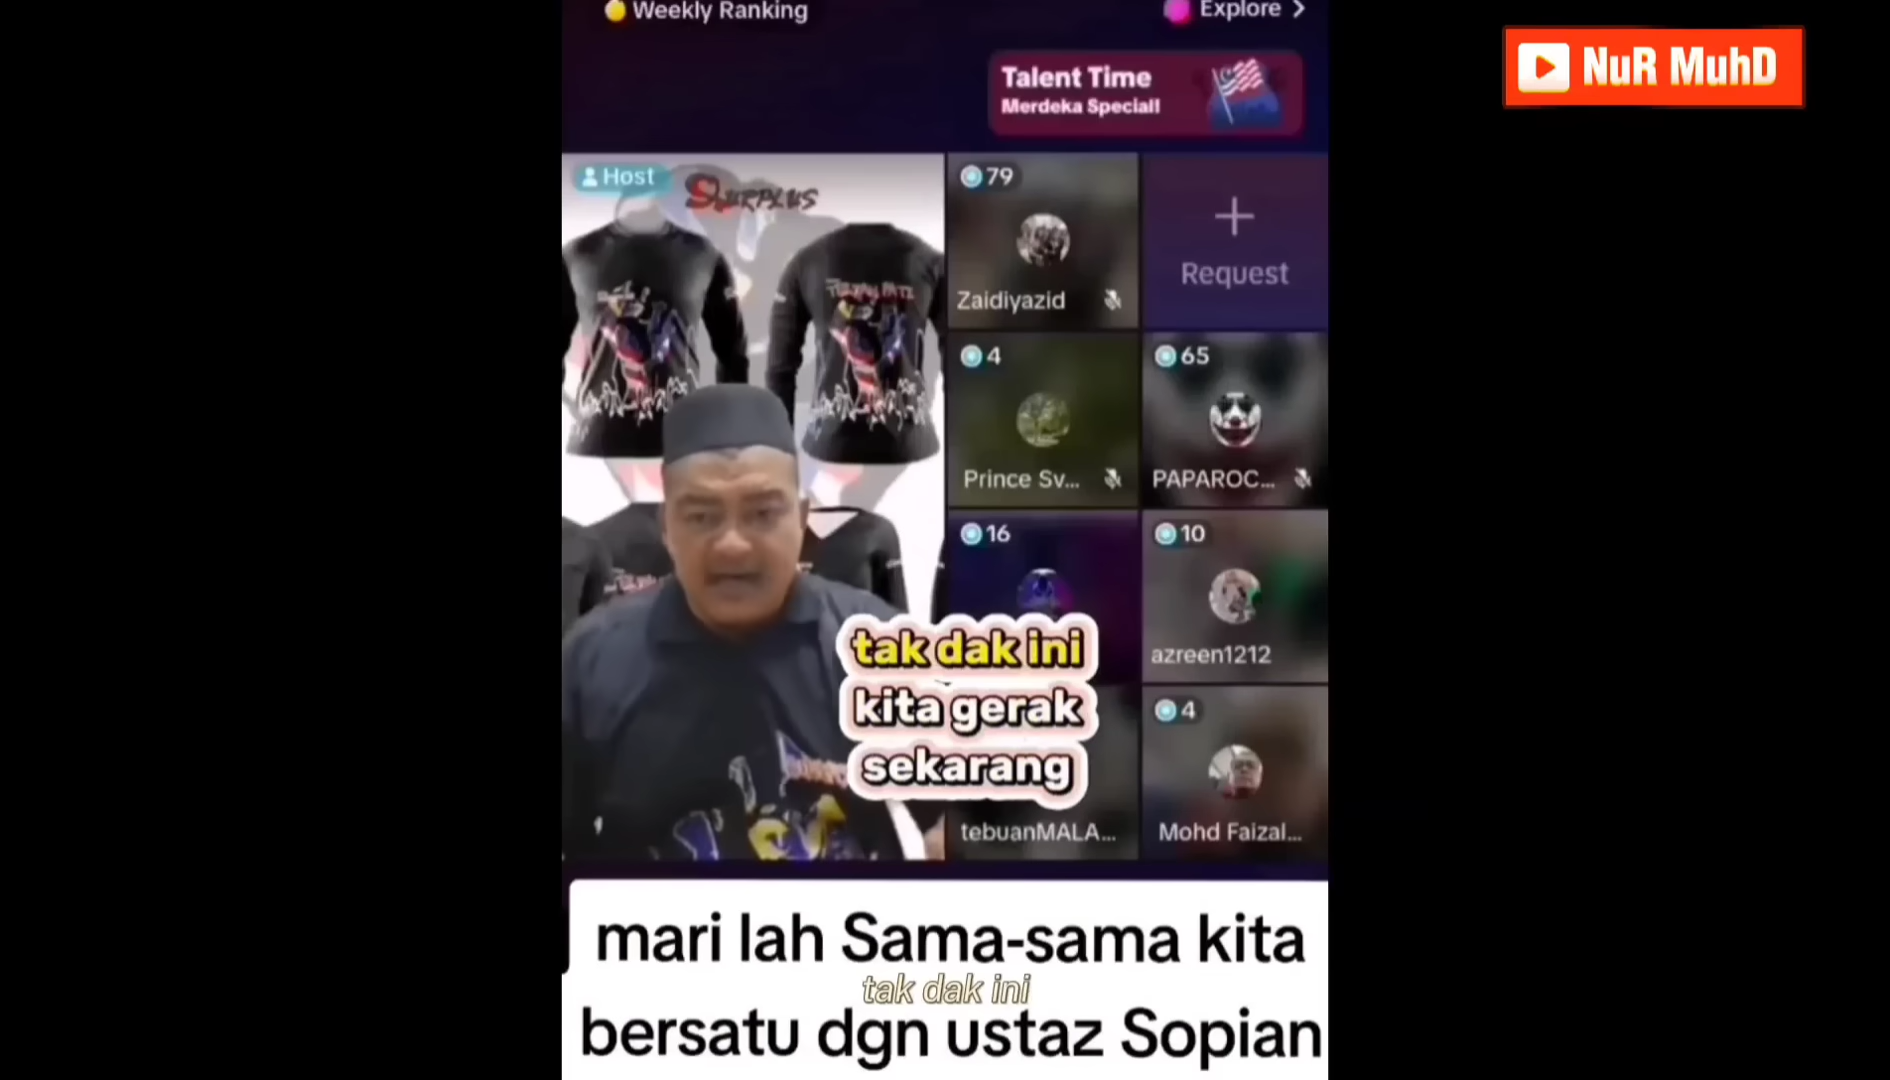 Weekly Ranking
Explore
NuR MuhD
Talent Time
Merdeka Special!
Host
SURPLUS
79
Zaidiyazid
Request
4
Prince Sv...
65
PAPAROC...
16
10
azreen1212
tak dak ini
kita gerak
sekarang
4
tebuanMALA...
Mohd Faizal...
mari lah Sama-sama kita
tak dak ini
bersatu dgn ustaz Sopian